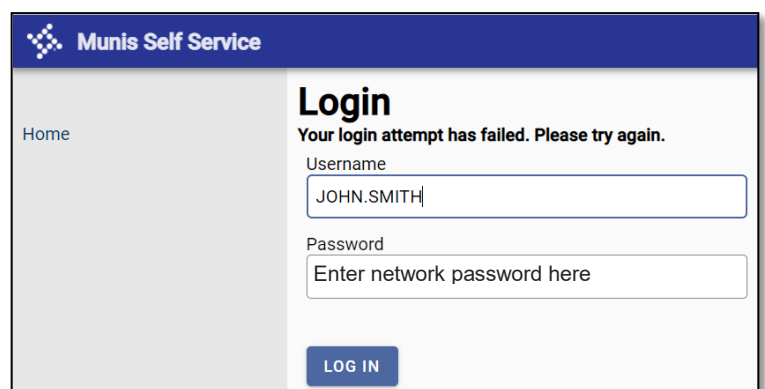 Munis Self Service
Home
Login
Your login attempt has failed. Please try again.
Username
JOHN.SMITH
Password
Enter network password here
LOG IN